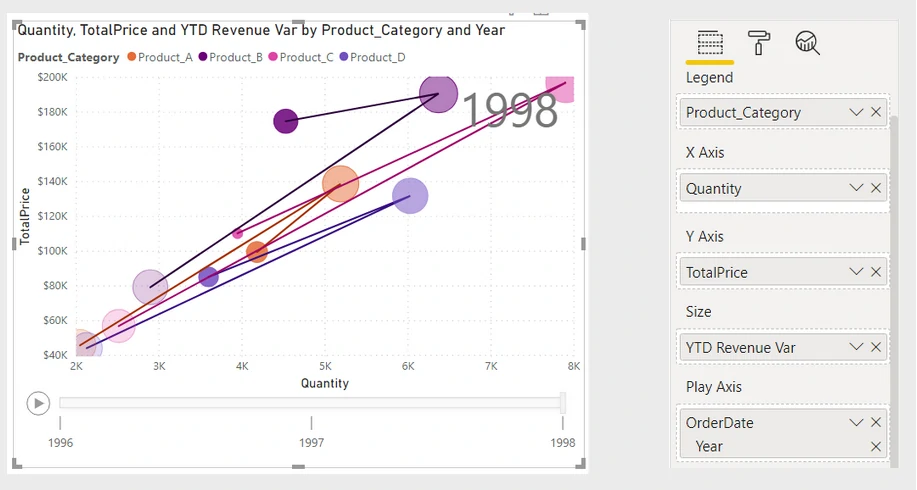 Quantity, TotalPrice and YTD Revenue Var by Product_Category and Year
Product_Category Product_A Product_B Product_C Product_D
$200K
$180K
$160K
$140K
$120K
$100K
$80K
$60K
$40K
TotalPrice
1998
2K 3K 4K 5K 6K 7K 8K
Quantity
1996 1997 1998
Legend
Product_Category
X Axis
Quantity
Y Axis
TotalPrice
Size
YTD Revenue Var
Play Axis
OrderDate
Year